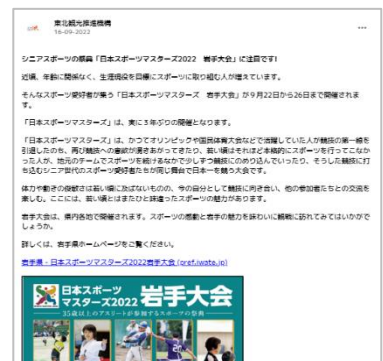 東北観光推進機構
16-09-2022
...
シニアスポーツの祭典「日本スポーツマスターズ2022 岩手大会」に注目です!
近頃、年齢に関係なく、生涯現役を目標にスポーツに取り組む人が増えています。
そんなスポーツ愛好者が集う「日本スポーツマスターズ 岩手大会」が9月22日から26日まで開催されま
す。
「日本スポーツマスターズ」は、実に3年ぶりの開催となります。
「日本スポーツマスターズ」は、かつてオリンピックや国民体育大会などで活躍していた人が競技の第一線を
引退したのち、再び競技への意欲が湧きあがってきたり、若い頃はそれほど本格的にスポーツを行ってこなか
った人が、地元のチームでスポーツを続けるなかで少しずつ競技にのめり込んでいったり、そうした競技に打
ち込むシニア世代のスポーツ愛好者たちが同じ舞台で日本一を競う大会です。
体力や動きの俊敏さは若い頃に及ばないものの、今の自分として競技に向き合い、他の参加者たちとの交流を
楽しむ。ここには、若い頃とはまたひと味違ったスポーツの魅力があります。
岩手大会は、県内各地で開催されます。スポーツの感動と岩手の魅力を味わいに観戦に訪れてみてはいかがで
しょうか。
詳しくは、岩手県ホームページをご覧ください。
岩手県 - 日本スポーツマスターズ2022岩手大会 (pref.iwate.jp)
日本スポーツ
マスターズ2022
岩手大会
35歳以上のアスリートが参加するスポーツの祭典